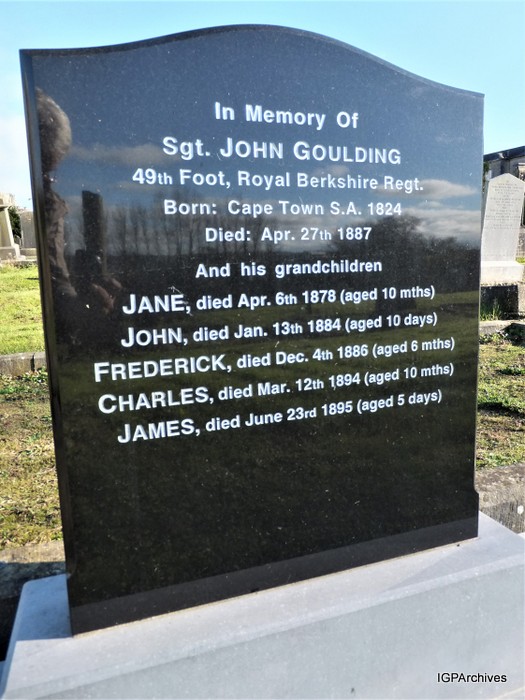 In Memory Of
Sgt. JOHN GOULDING
49th Foot, Royal Berkshire Regt.
Born: Cape Town S.A. 1824
Died: Apr. 27th 1887
And his grandchildren
JANE, died Apr. 6th 1878 (aged 10 mths)
JOHN, died Jan. 13th 1884 (aged 10 days)
FREDERICK, died Dec. 4th 1886 (aged 6 mths)
CHARLES, died Mar. 12th 1894 (aged 10 mths)
JAMES, died June 23rd 1895 (aged 5 days)
IGPArchives